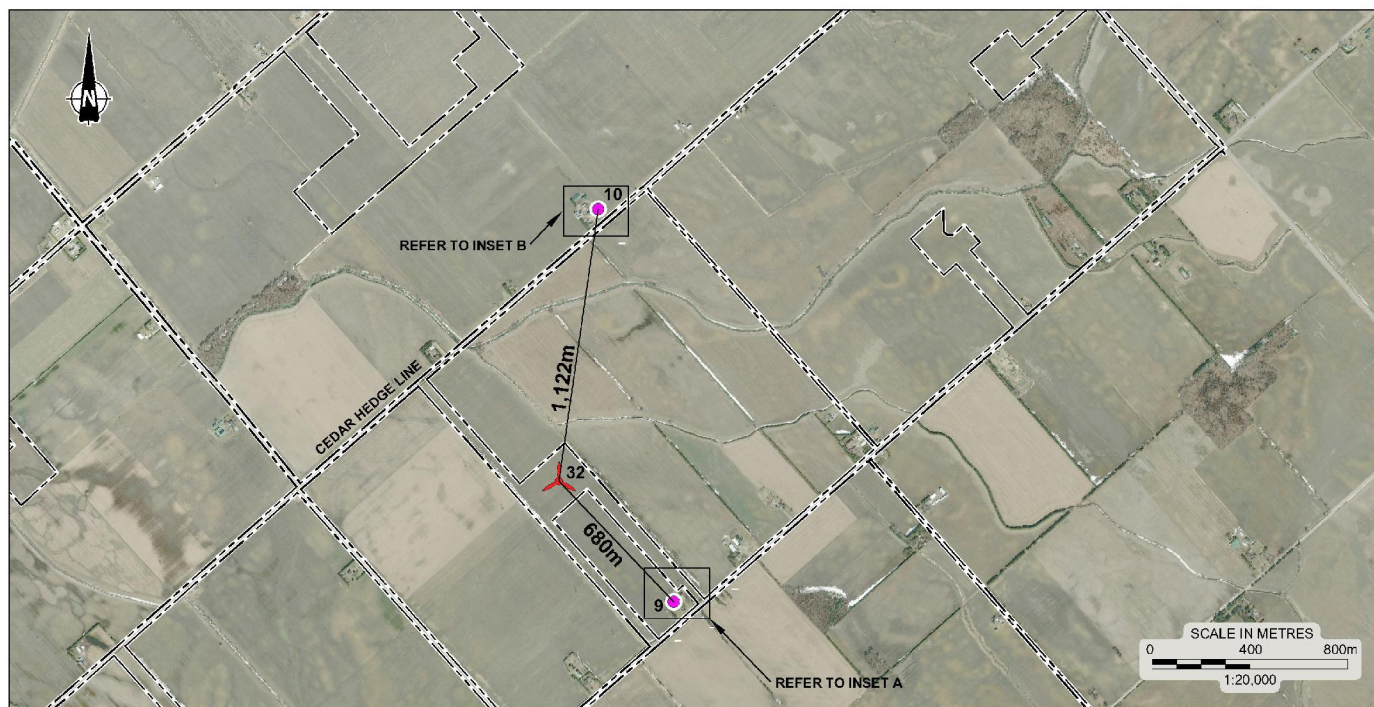 N
10
REFER TO INSET B
1,122m
CEDAR HEDGE LINE
32
680m
9
REFER TO INSET A
SCALE IN METRES
0 400 800m
1:20,000